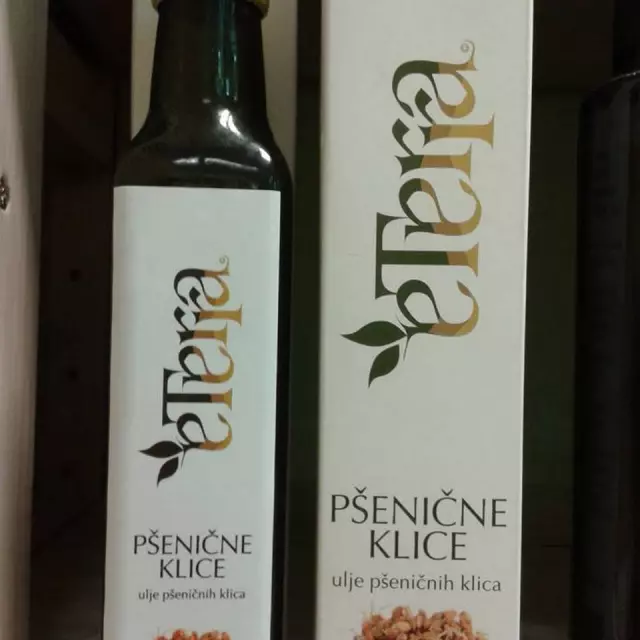 aTerra
PŠENIČNE
KLICE
ulje pšeničnih klica
aTerra
PŠENIČNE
KLICE
ulje pšeničnih klica